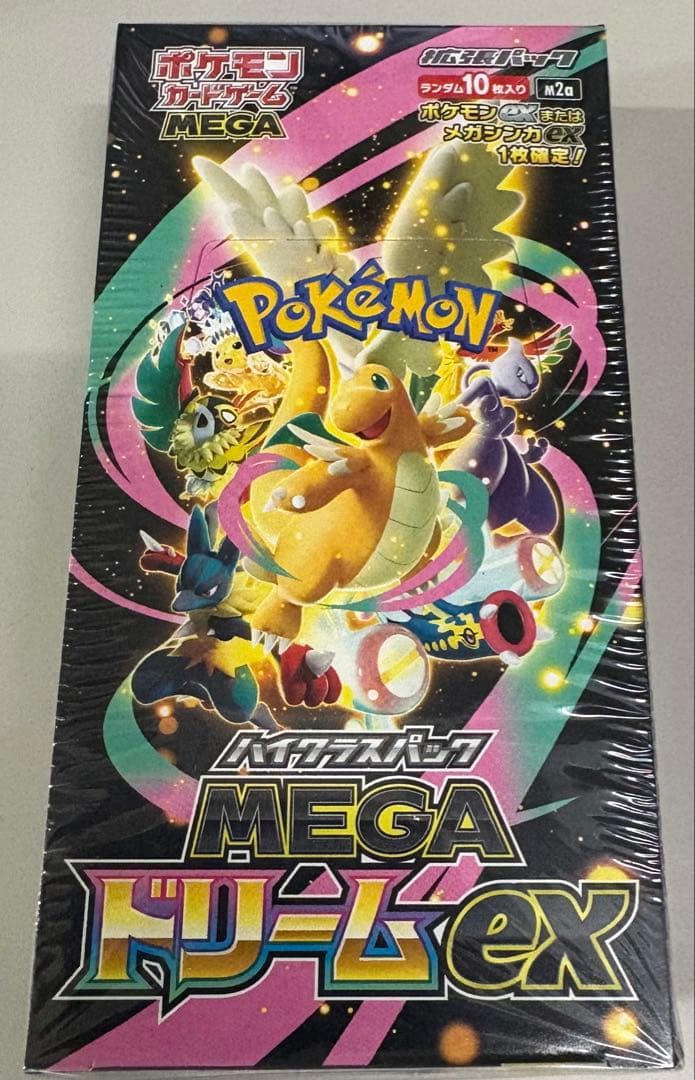 ポケモン
カードゲーム
MEGA
拡張パック
ランダム10枚入り
M2a
ポケモンexまたは
メガシンカex
1枚確定！
POKéMON
ハイクラスパック
MEGA
ドリームex